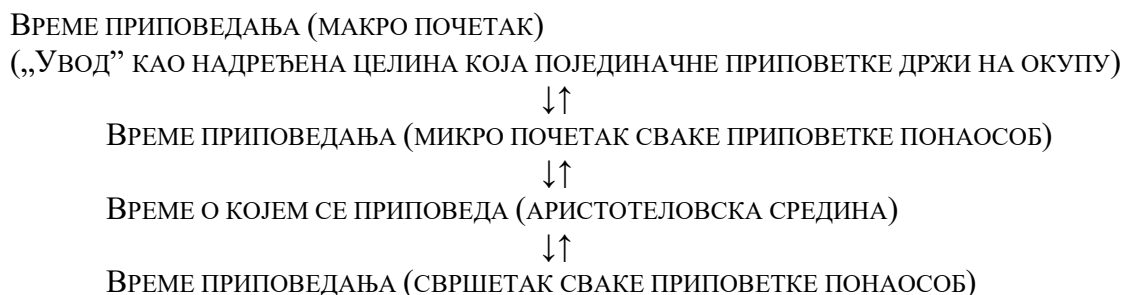 ВРЕМЕ ПРИПОВЕДАЊА (МАКРО ПОЧЕТАК)
(„УВОД” КАО НАДРЕЂЕНА ЦЕЛИНА КОЈА ПОЈЕДИНАЧНЕ ПРИПОВЕТКЕ ДРЖИ НА ОКУПУ)
↓↑
ВРЕМЕ ПРИПОВЕДАЊА (МИКРО ПОЧЕТАК СВАКЕ ПРИПОВЕТКЕ ПОНАОСОБ)
↓↑
ВРЕМЕ О КОЈЕМ СЕ ПРИПОВЕДА (АРИСТОТЕЛОВСКА СРЕДИНА)
↓↑
ВРЕМЕ ПРИПОВЕДАЊА (СВРШЕТАК СВАКЕ ПРИПОВЕТКЕ ПОНАОСОБ)